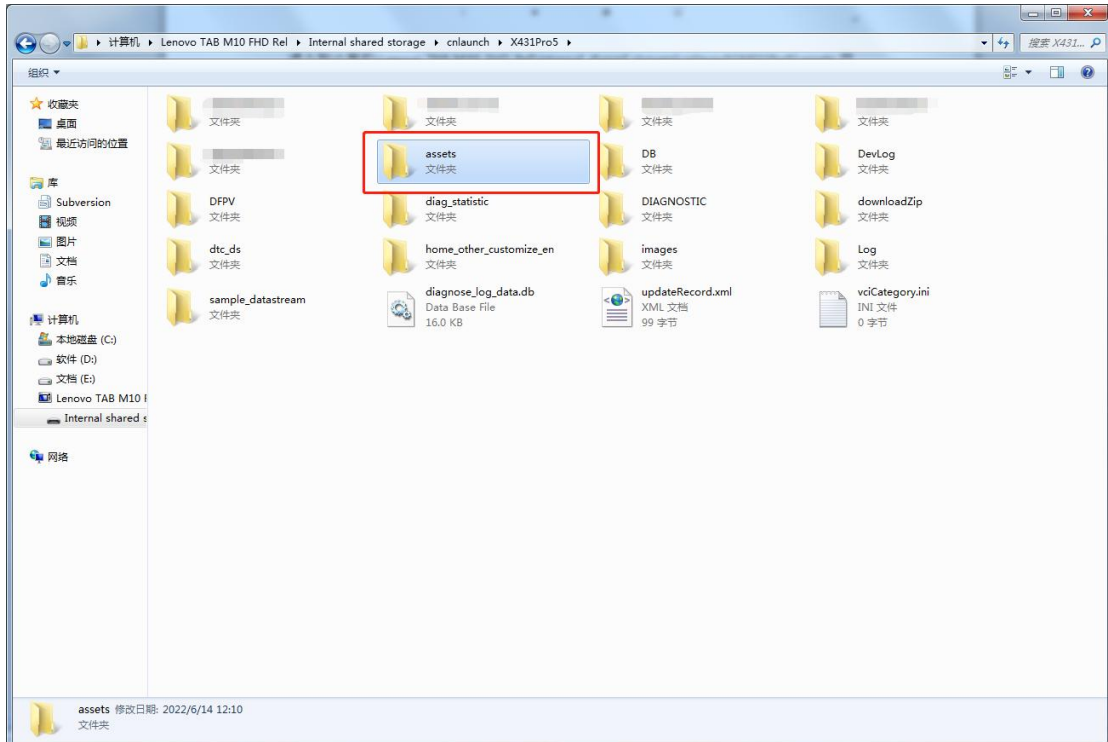 计算机 ▸ Lenovo TAB M10 FHD Rel ▸ Internal shared storage ▸ cnlaunch ▸ X431Pro5 ▸
搜索 X431...
组织
收藏夹
桌面
最近访问的位置
库
Subversion
视频
图片
文档
音乐
计算机
本地磁盘 (C:)
软件 (D:)
文档 (E:)
Lenovo TAB M10 F
Internal shared s
网络
文件夹
文件夹
文件夹
文件夹
文件夹
assets
文件夹
DB
文件夹
DevLog
文件夹
DFPV
文件夹
diag_statistic
文件夹
DIAGNOSTIC
文件夹
downloadZip
文件夹
dtc_ds
文件夹
home_other_customize_en
文件夹
images
文件夹
Log
文件夹
sample_datastream
文件夹
diagnose_log_data.db
Data Base File
16.0 KB
updateRecord.xml
XML 文档
99 字节
vciCategory.ini
INI 文件
0 字节
assets 修改日期: 2022/6/14 12:10
文件夹